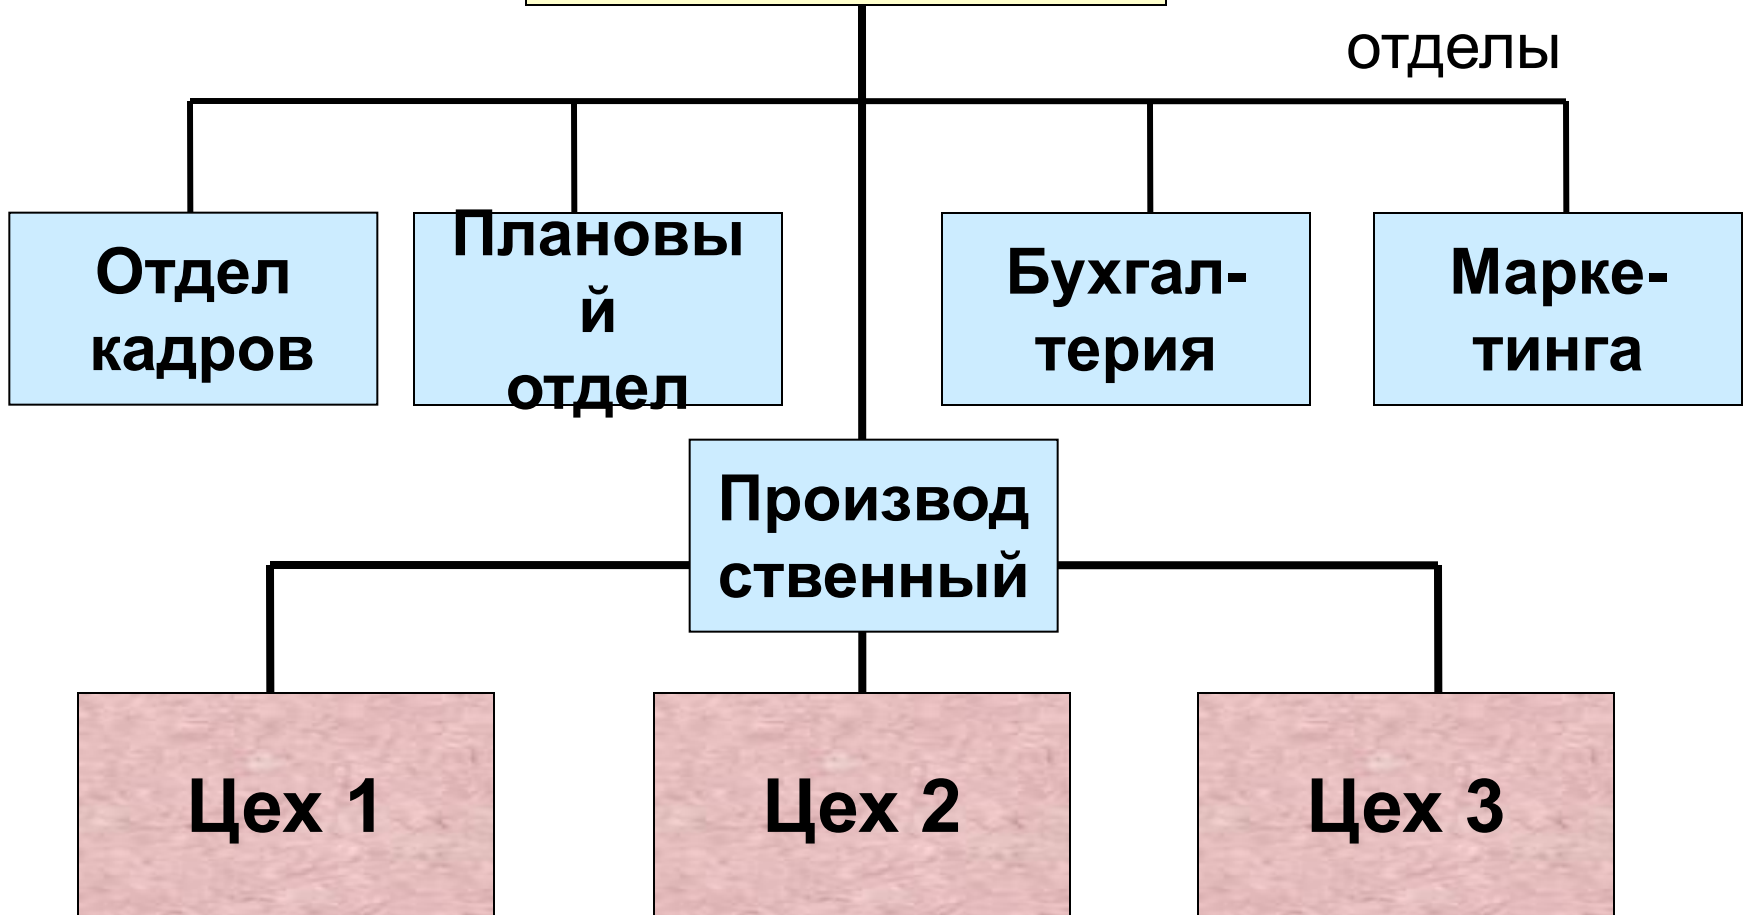 отделы
Отдел
кадров
Плановы
й
отдел
Бухгал-
терия
Марке-
тинга
Производ
ственный
Цех 1
Цех 2
Цех 3